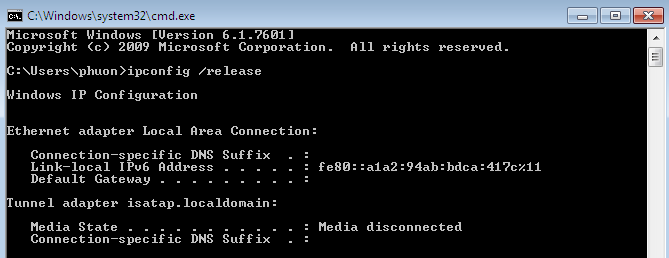 C:\Windows\system32\cmd.exe
Microsoft Windows [Version 6.1.7601]
Copyright (c) 2009 Microsoft Corporation.  All rights reserved.
C:\Users\phuon>ipconfig /release
Windows IP Configuration
Ethernet adapter Local Area Connection:
   Connection-specific DNS Suffix  . :
   Link-local IPv6 Address . . . . . : fe80::a1a2:94ab:bdca:417c%11
   Default Gateway . . . . . . . . . :
Tunnel adapter isatap.localdomain:
   Media State . . . . . . . . . . . : Media disconnected
   Connection-specific DNS Suffix  . :